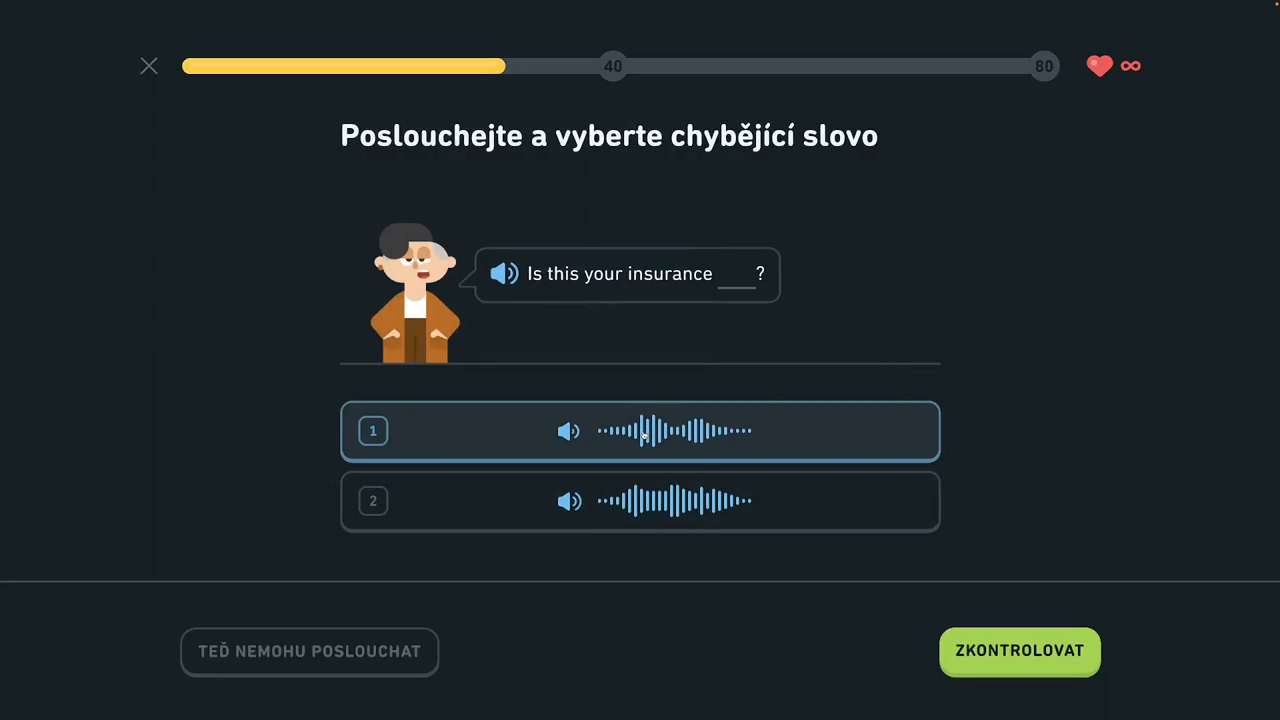 40
80
∞
Poslouchejte a vyberte chybějící slovo
Is this your insurance ____?
1
2
TEĎ NEMOHU POSLOUCHAT
ZKONTROLOVAT